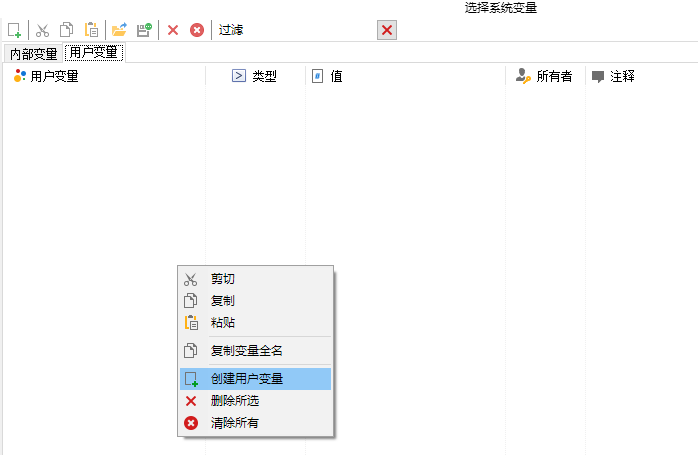 选择系统变量
过滤
内部变量 用户变量
用户变量 类型 值 所有者 注释
剪切
复制
粘贴
复制变量全名
创建用户变量
删除所选
清除所有